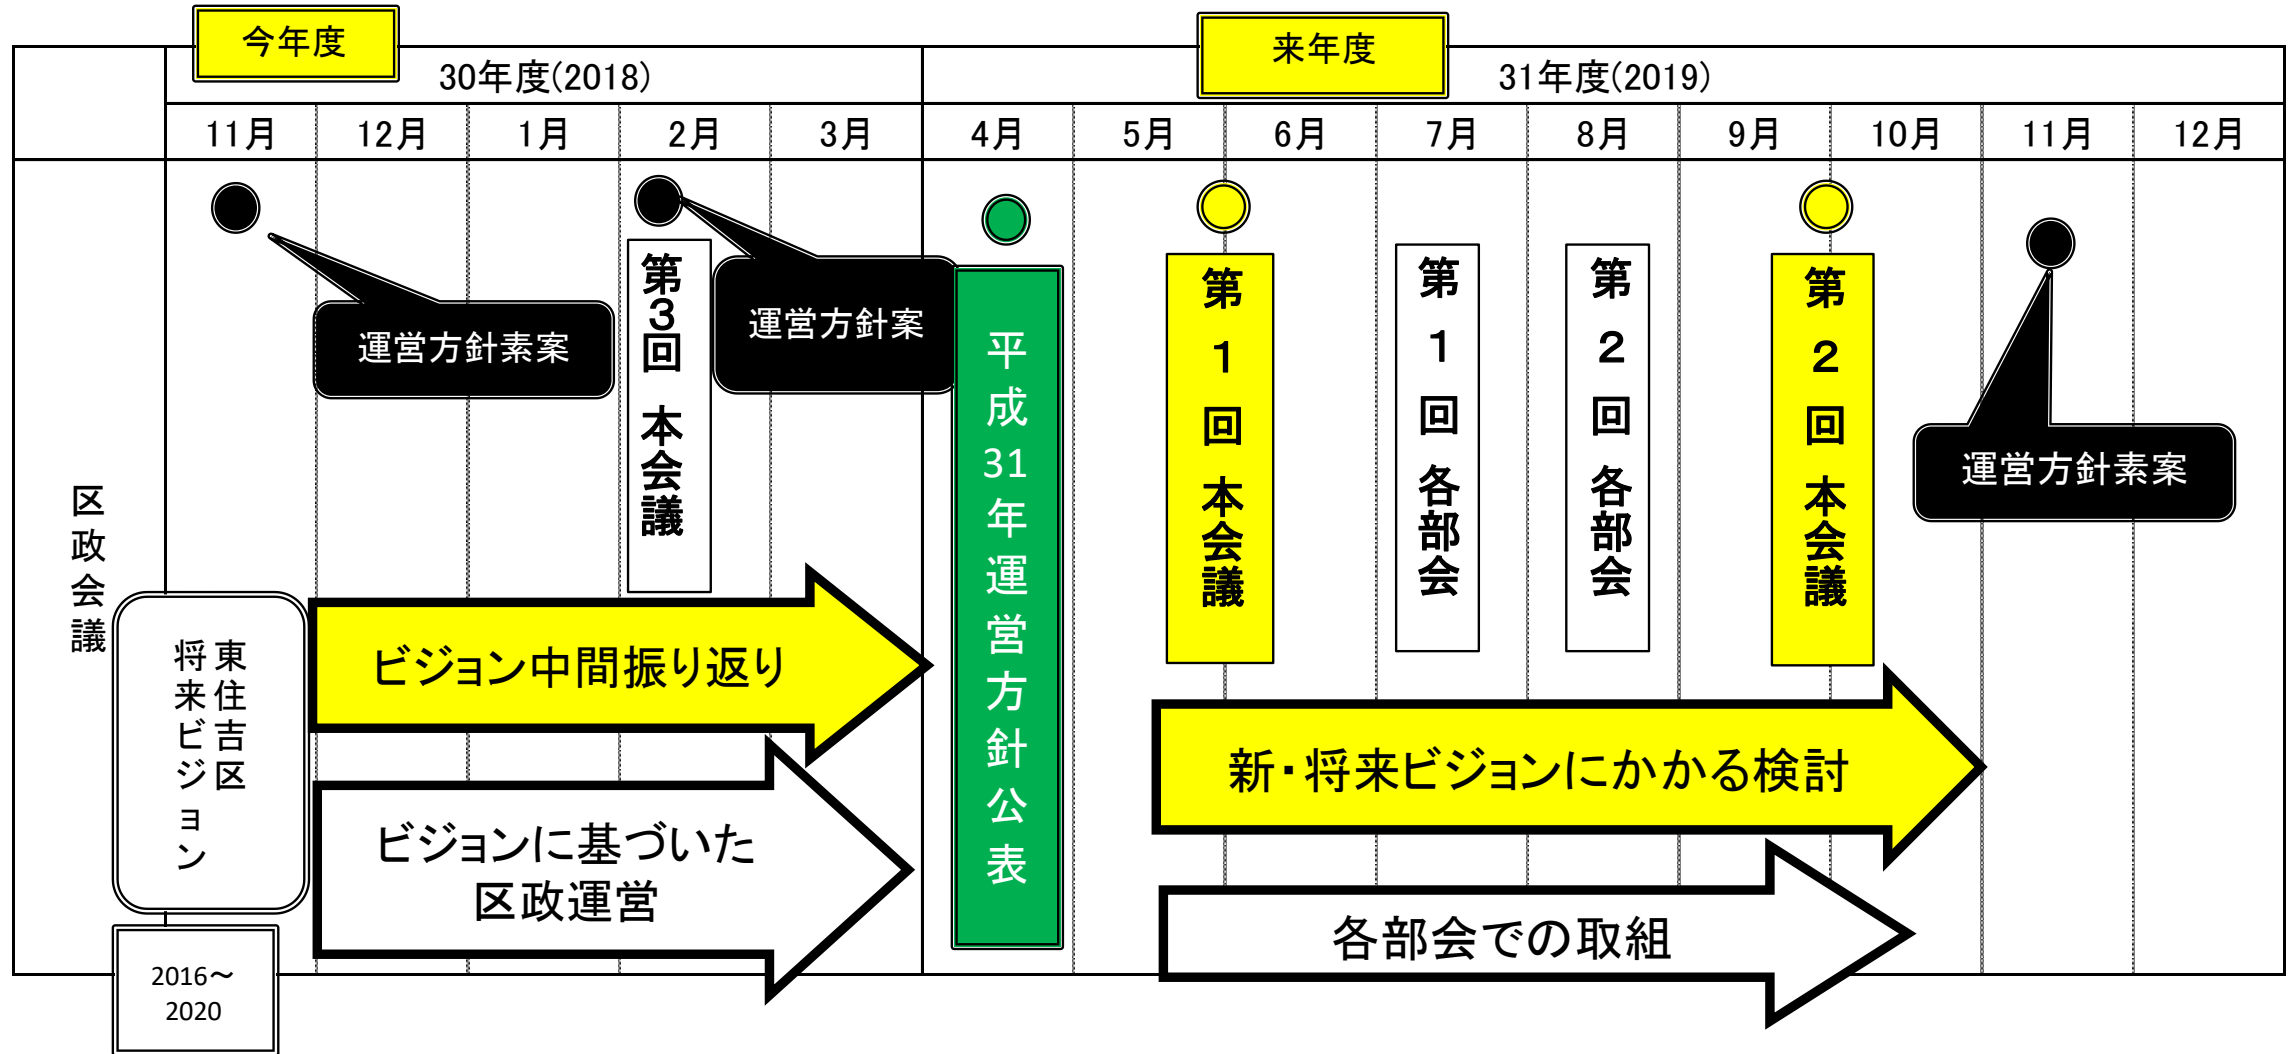 今年度
来年度
30年度(2018)
31年度(2019)
11月
12月
1月
2月
3月
4月
5月
6月
7月
8月
9月
10月
11月
12月
区政会議
運営方針素案
第3回 本会議
運営方針案
平成31年運営方針公表
第1回 本会議
第1回 各部会
第2回 各部会
第2回 本会議
運営方針素案
東住吉区
将来ビジョン
ビジョン中間振り返り
新・将来ビジョンにかかる検討
ビジョンに基づいた
区政運営
各部会での取組
2016～
2020